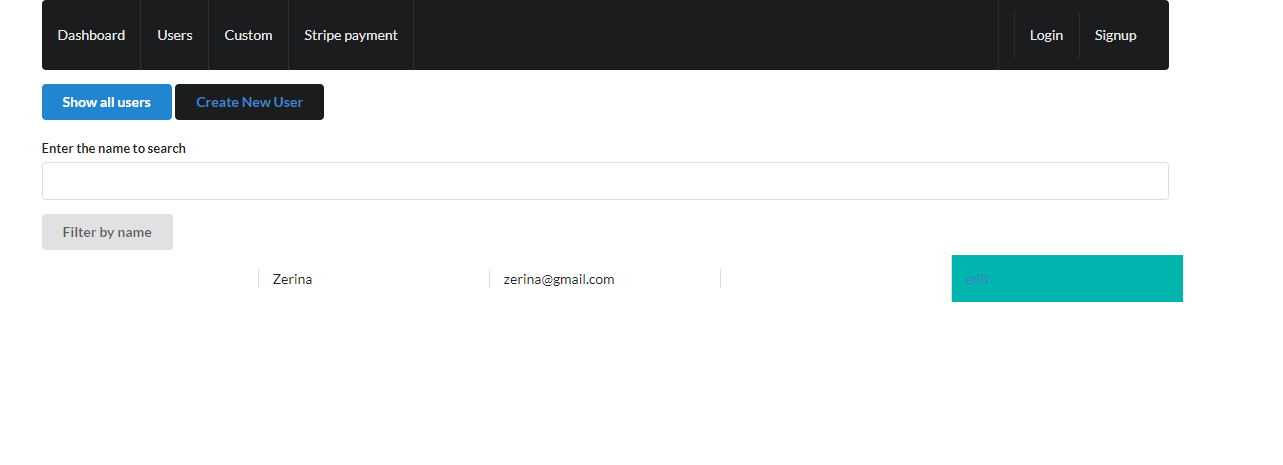 Dashboard Users Custom Stripe payment Login Signup
Show all users Create New User
Enter the name to search
Filter by name
Zerina zerina@gmail.com edit